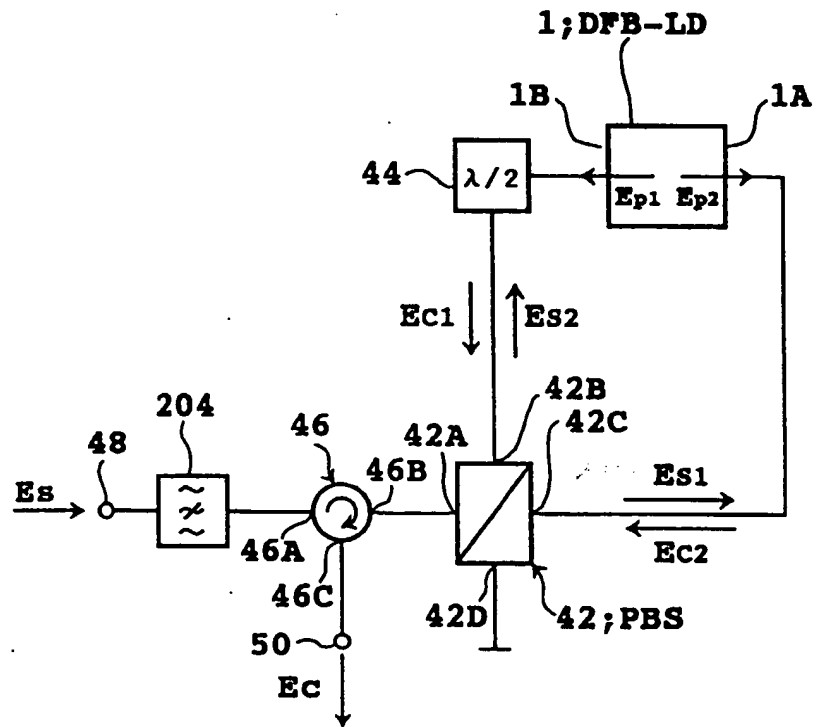 1;DFB-LD
1B
1A
44
λ/2
Ep1
Ep2
Ec1
Es2
204
48
46
42A
42B
42C
46B
Es
~
≁
~
Es1
46A
Ec2
46C
42D
42;PBS
50
Ec